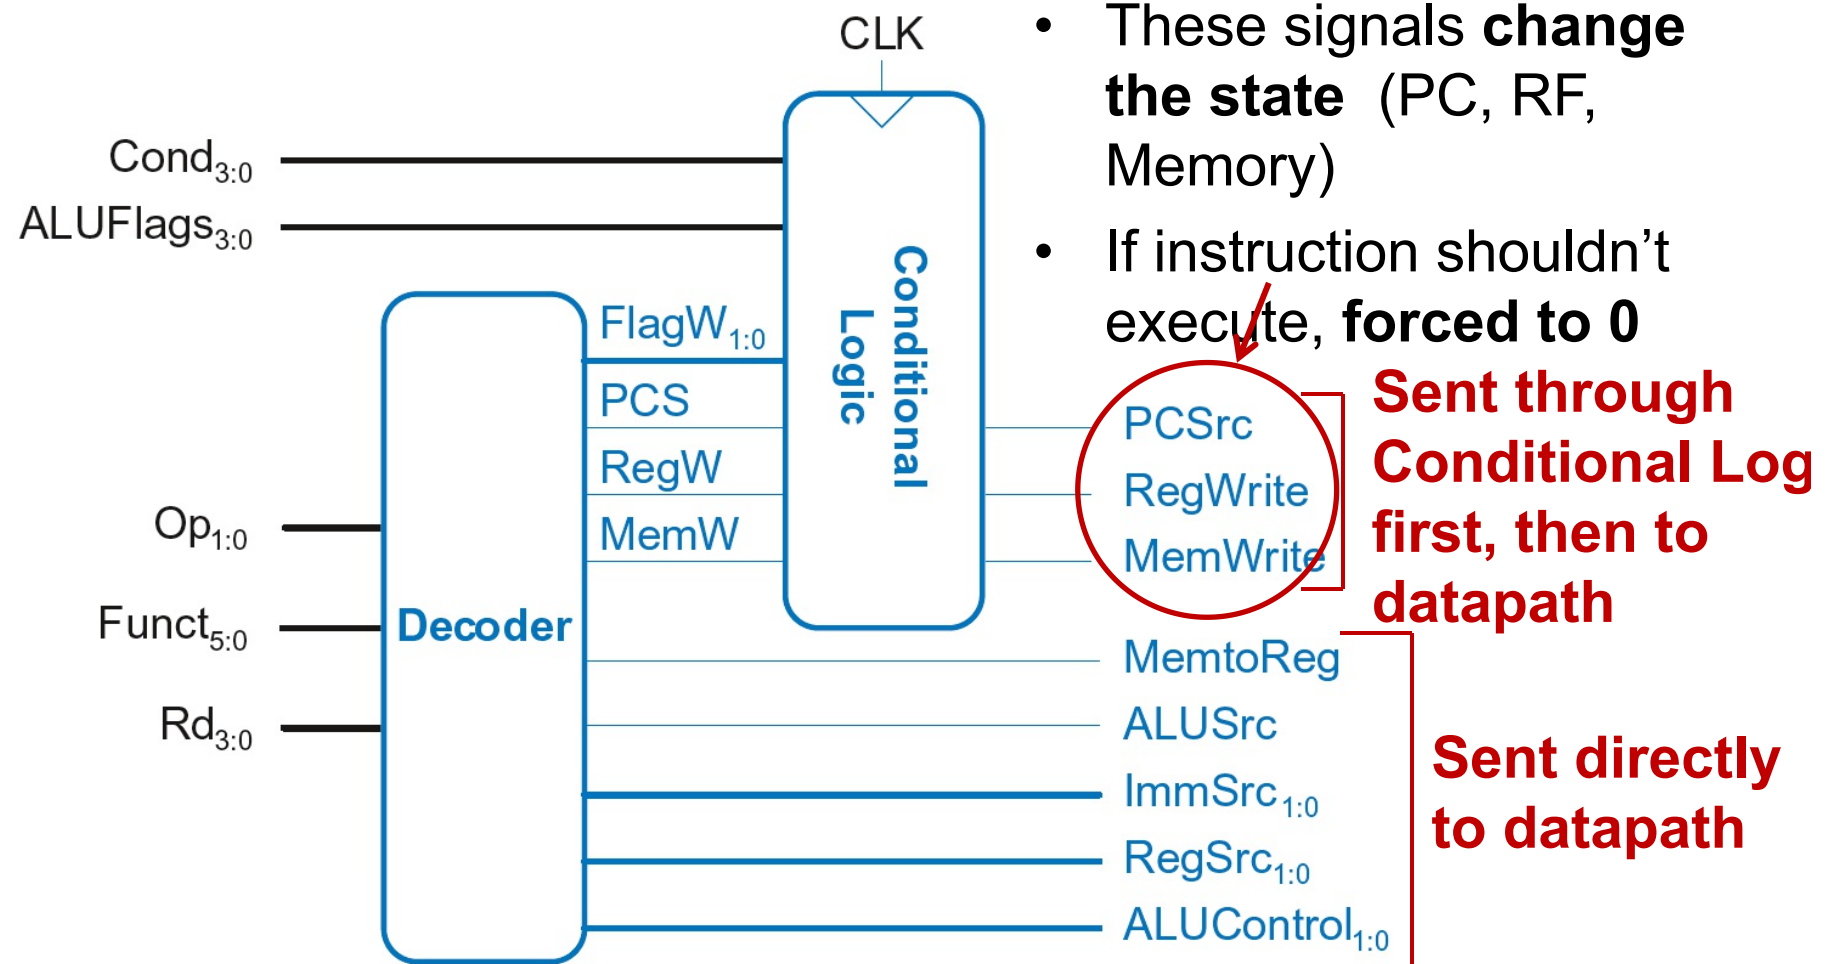 CLK
Cond3:0
ALUFlags3:0
Conditional
Logic
FlagW1:0
PCS
RegW
MemW
Op1:0
Funct5:0
Rd3:0
Decoder
• These signals change
the state (PC, RF,
Memory)
• If instruction shouldn’t
execute, forced to 0
PCSrc
RegWrite
MemWrite
Sent through
Conditional Log
first, then to
datapath
MemtoReg
ALUSrc
ImmSrc1:0
RegSrc1:0
ALUControl1:0
Sent directly
to datapath